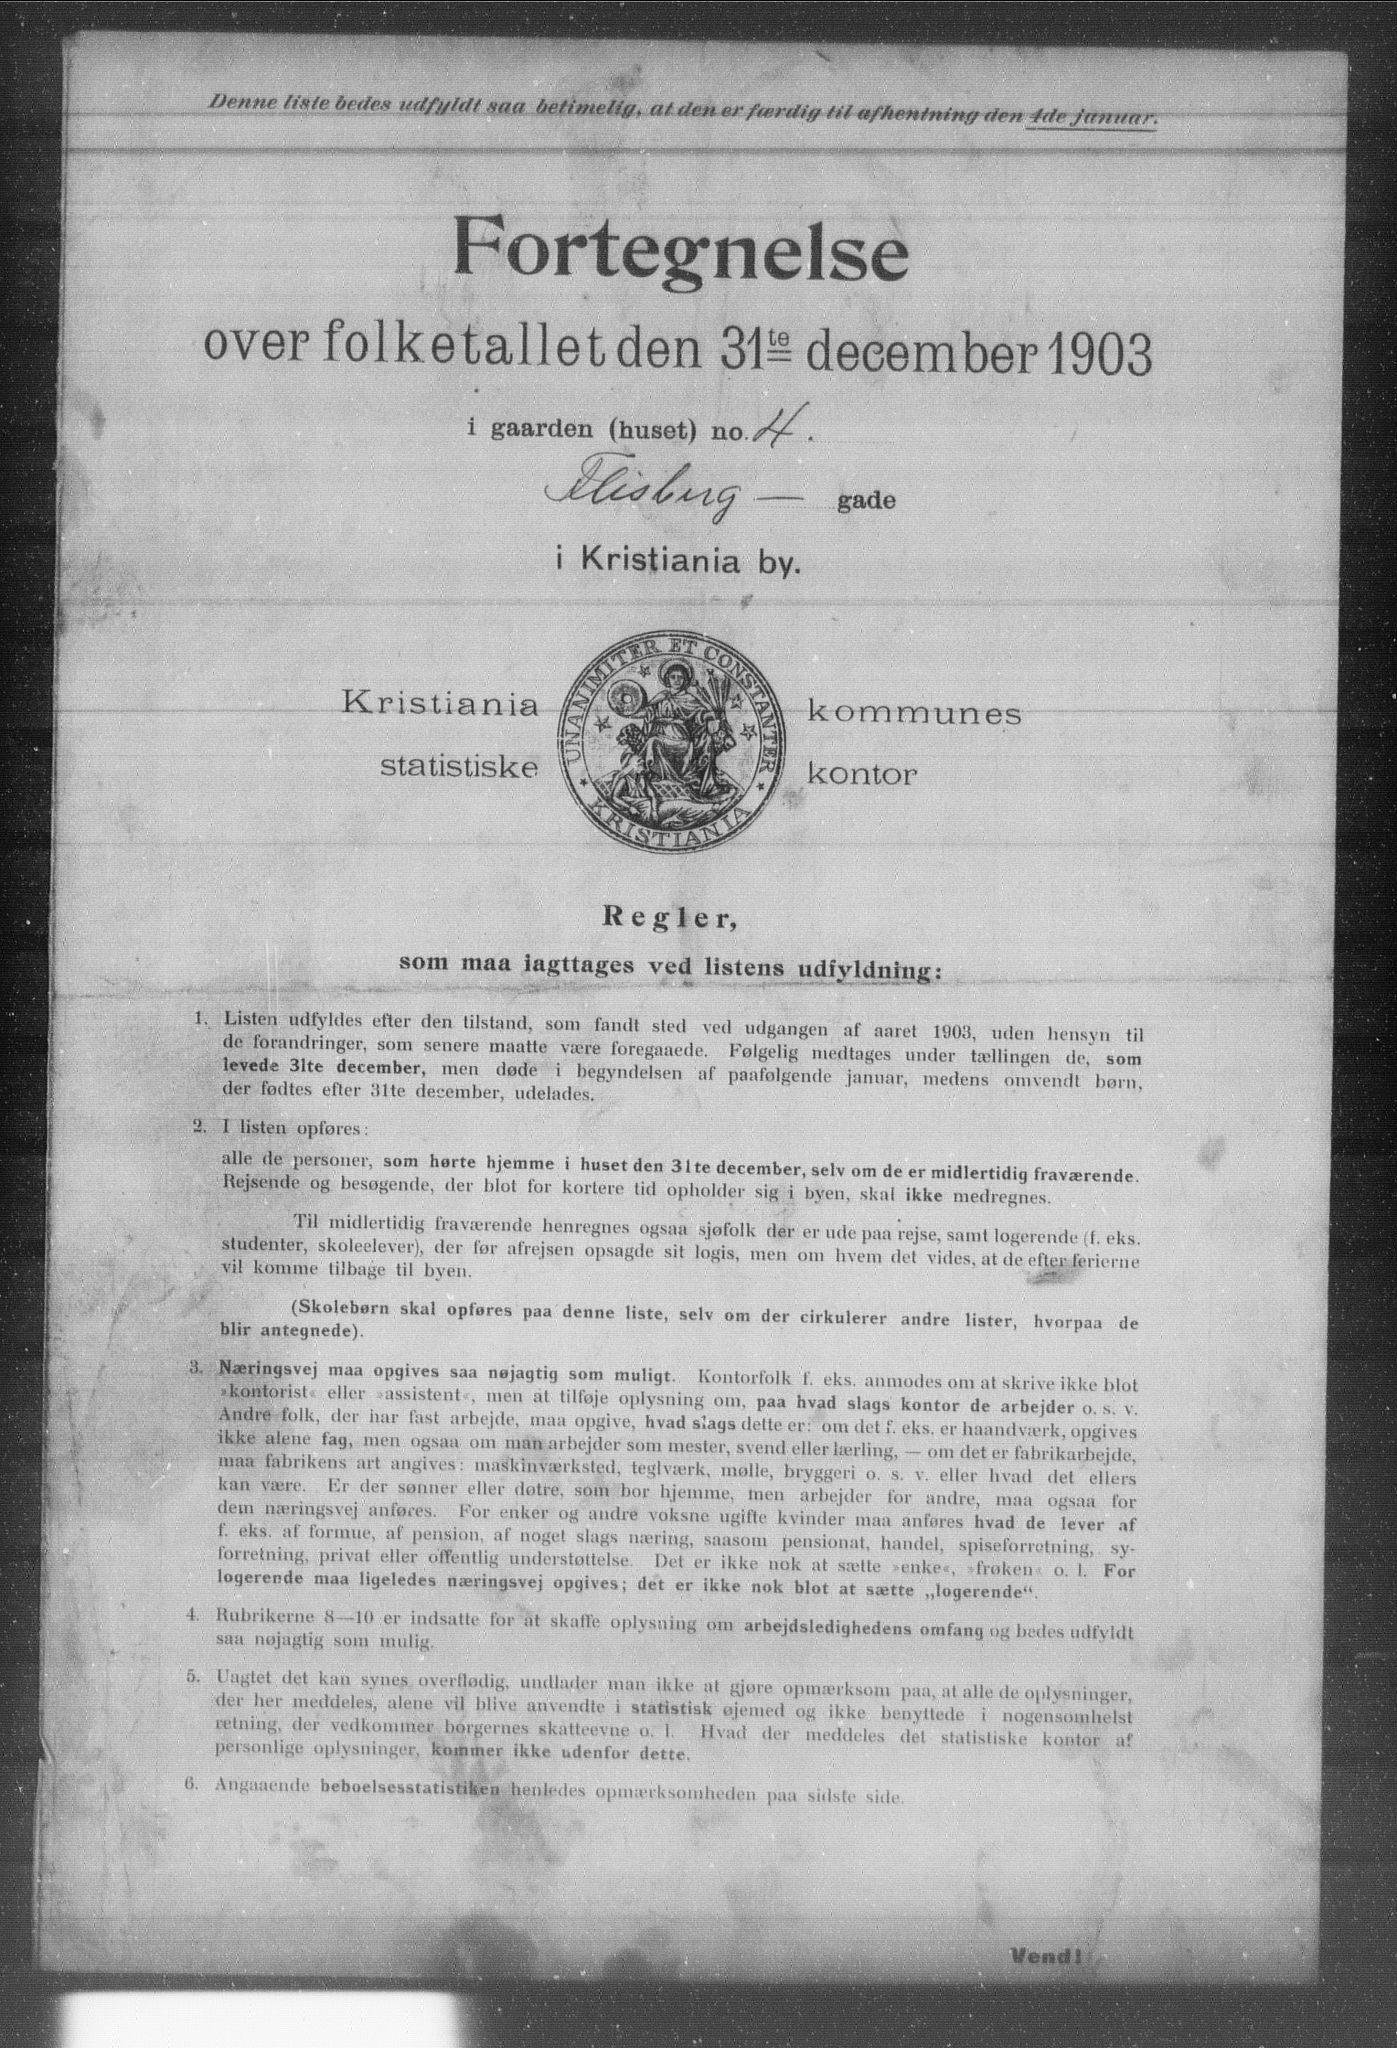 Denne liste bedes udfyldt saa betimelig, at den er færdig til afhentning den 4de januar.
Fortegnelse
over folketallet den 31te december 1903
i gaarden (huset) no. 4.
Flisberg — gade
i Kristiania by.
UNANIMITER ET CONSTANTER
KRISTIANIA
Kristiania kommunes
statistiske kontor
Regler,
som maa iagttages ved listens udfyldning:
1. Listen udfyldes efter den tilstand, som fandt sted ved udgangen af aaret 1903, uden hensyn til
de forandringer, som senere maatte være foregaaede. Følgelig medtages under tællingen de, som
levede 31te december, men døde i begyndelsen af paafølgende januar, medens omvendt børn,
der fødtes efter 31te december, udelades.
2. I listen opføres:
alle de personer, som hørte hjemme i huset den 31te december, selv om de er midlertidig fraværende.
Rejsende og besøgende, der blot for kortere tid opholder sig i byen, skal ikke medregnes.
Til midlertidig fraværende henregnes ogsaa sjøfolk der er ude paa rejse, samt logerende (f. eks.
studenter, skoleelever), der før afrejsen opsagde sit logis, men om hvem det vides, at de efter ferierne
vil komme tilbage til byen.
(Skolebørn skal opføres paa denne liste, selv om der cirkulerer andre lister, hvorpaa de
blir antegnede).
3. Næringsvej maa opgives saa nøjagtig som muligt. Kontorfolk f. eks. anmodes om at skrive ikke blot
»kontorist« eller »assistent«, men at tilføje oplysning om, paa hvad slags kontor de arbejder o. s. v.
Andre folk, der har fast arbejde, maa opgive, hvad slags dette er: om det f. eks. er haandværk, opgives
ikke alene fag, men ogsaa om man arbejder som mester, svend eller lærling, — om det er fabrikarbejde,
maa fabrikens art angives: maskinværksted, teglværk, mølle, bryggeri o. s. v. eller hvad det ellers
kan være. Er der sønner eller døtre, som bor hjemme, men arbejder for andre, maa ogsaa for
dem næringsvej anføres. For enker og andre voksne ugifte kvinder maa anføres hvad de lever af
f. eks. af formue, af pension, af noget slags næring, saasom pensionat, handel, spiseforretning, sy-
forretning, privat eller offentlig understøttelse. Det er ikke nok at sætte »enke«, »frøken« o. l. For
logerende maa ligeledes næringsvej opgives; det er ikke nok blot at sætte „logerende“.
4. Rubrikerne 8—10 er indsatte for at skaffe oplysning om arbejdsledighedens omfang og bedes udfyldt
saa nøjagtig som mulig.
5. Uagtet det kan synes overflødig, undlader man ikke at gjøre opmærksom paa, at alle de oplysninger,
der her meddeles, alene vil blive anvendte i statistisk øjemed og ikke benyttede i nogensomhelst
retning, der vedkommer borgernes skatteevne o. l. Hvad der meddeles det statistiske kontor af
personlige oplysninger, kommer ikke udenfor dette.
6. Angaaende beboelsesstatistiken henledes opmærksomheden paa sidste side.
Vend!